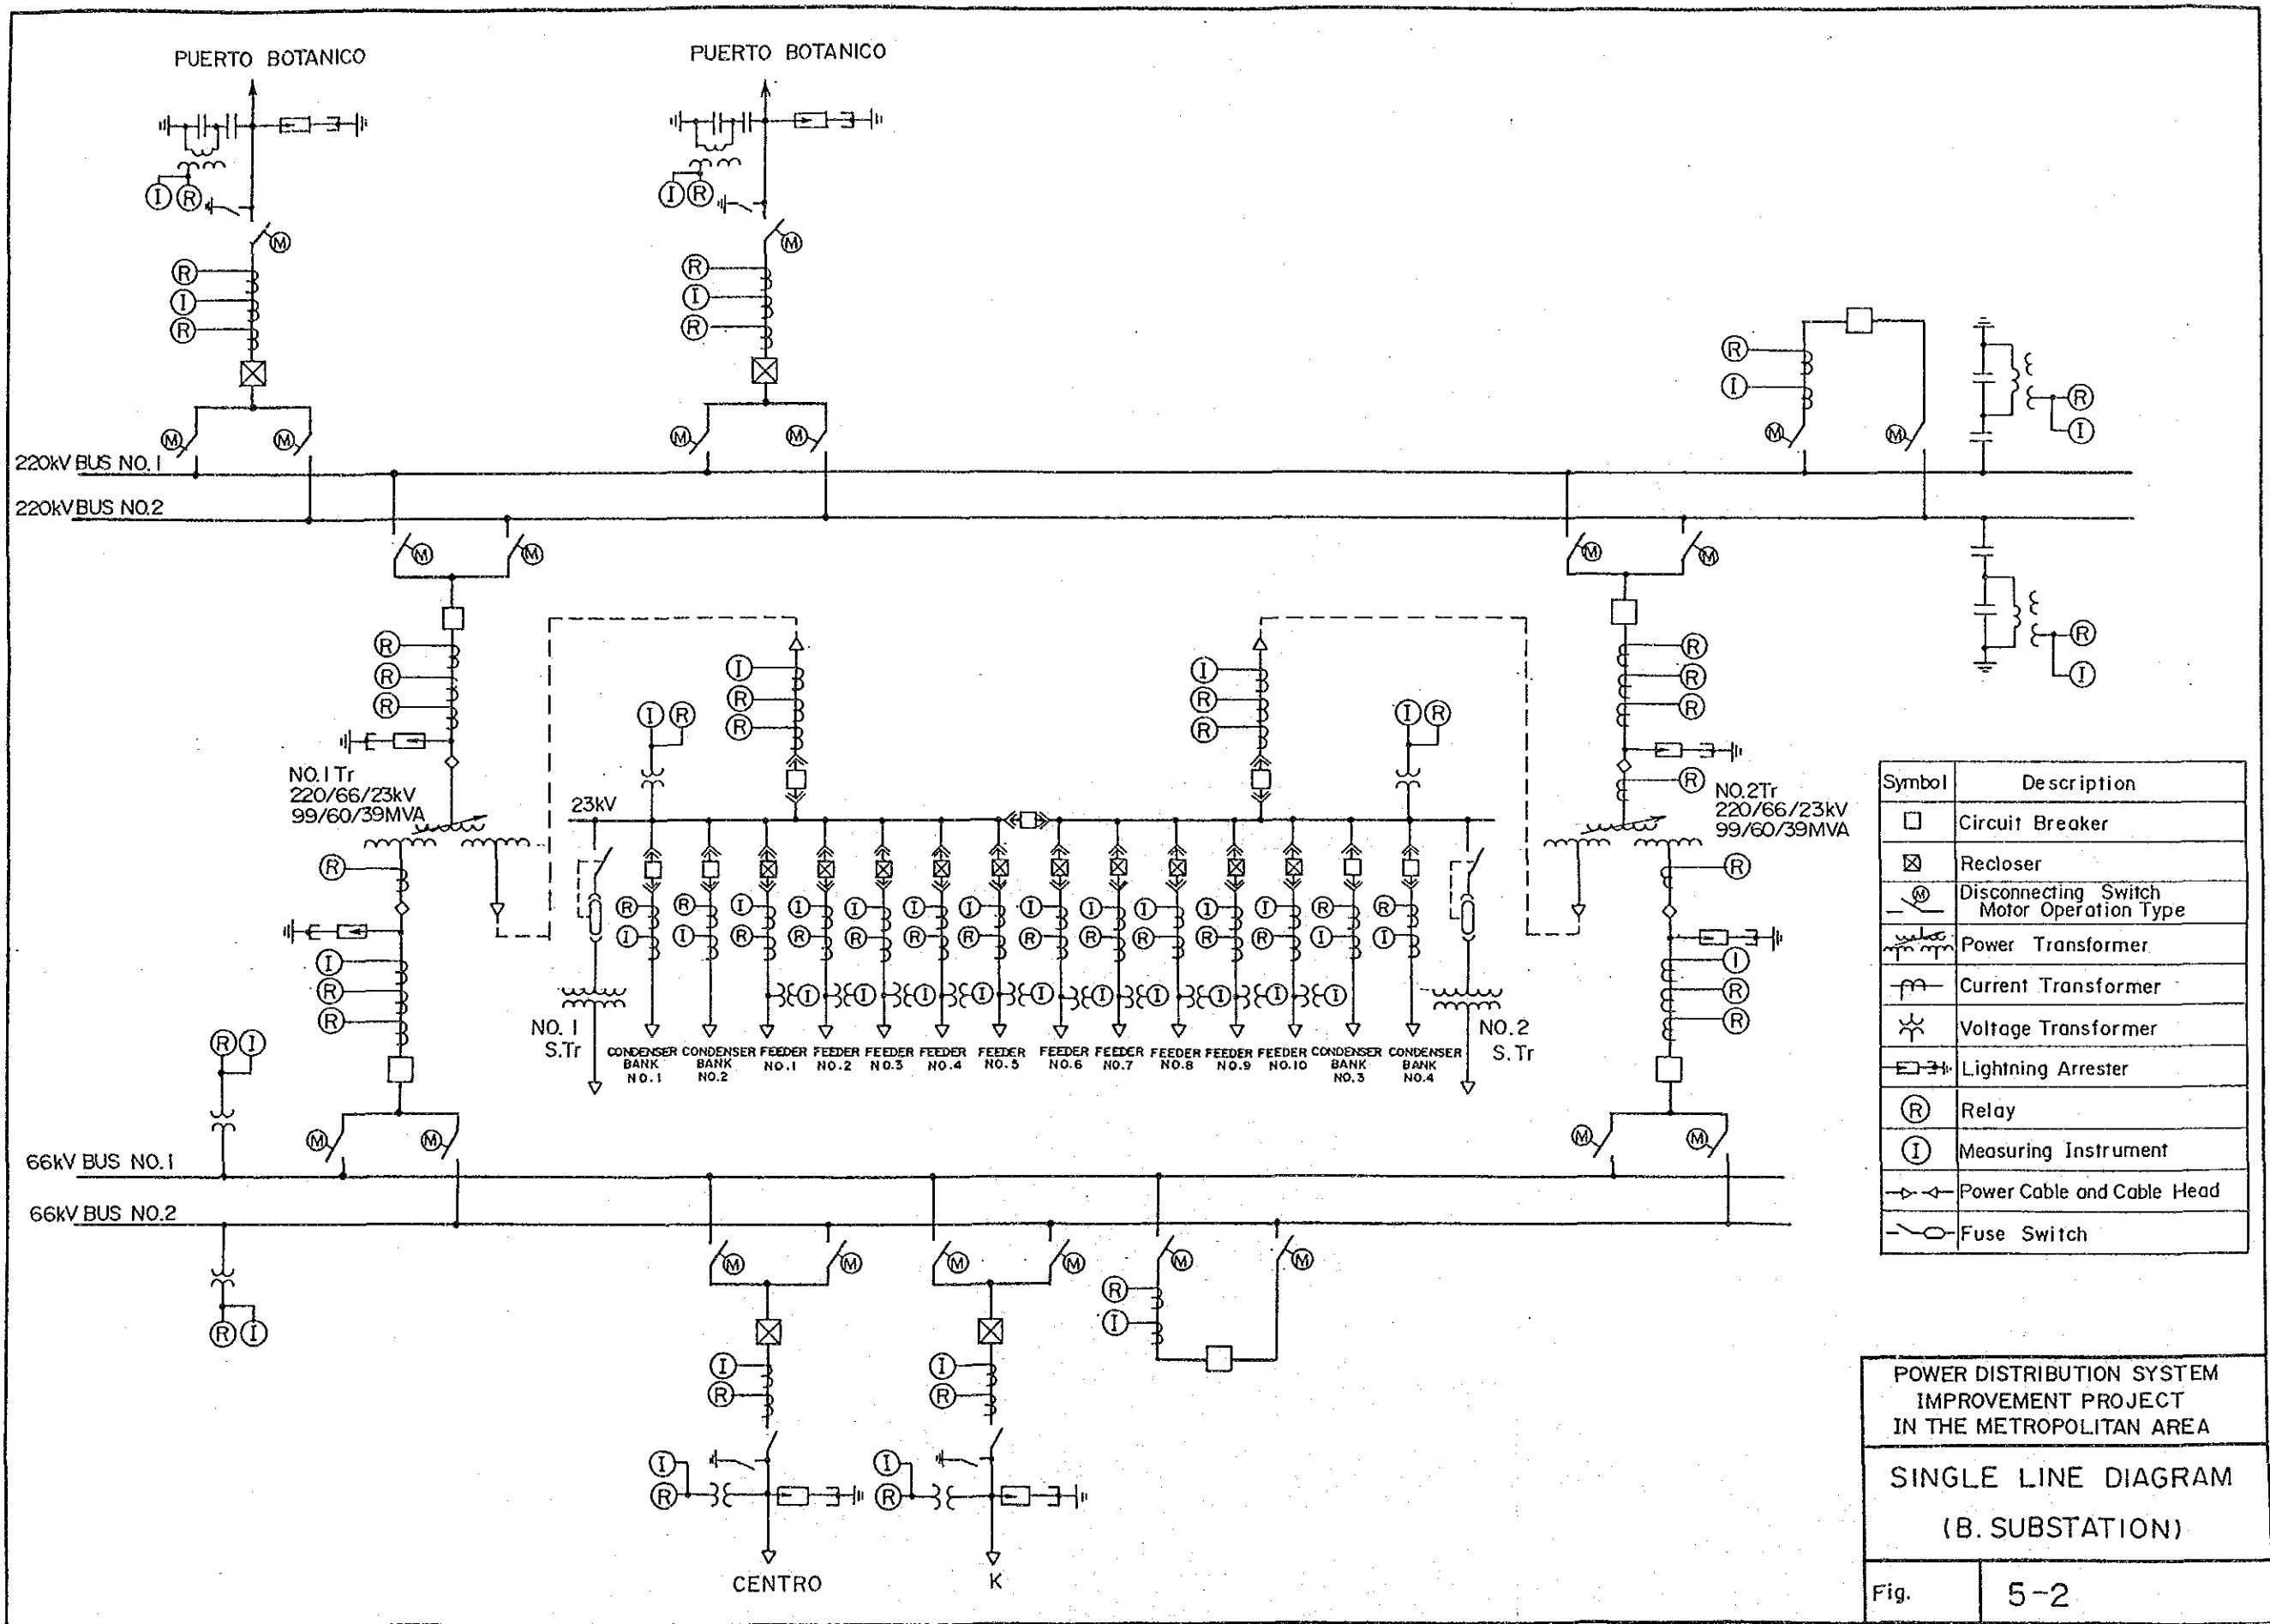 PUERTO BOTANICO
PUERTO BOTANICO
I R
I R
M
M
R
I
R
R
I
R
R
I
M M
M M
M M
R
I
220kV BUS NO.1
220kV BUS NO.2
M M
M M
R
R
R
I
R
R
I
R
R
R
R
R
R
I
I R
I R
NO.1 Tr
220/66/23kV
99/60/39MVA
23kV
R
NO.2Tr
220/66/23kV
99/60/39MVA
R
R
R R I I I I I I I I I I R R
I I R R R R R R R R R R I I
I
R
R
I
R
R
I I I I I I I I I I
NO. 1
S.Tr
NO.2
S. Tr
CONDENSER BANK NO.1
CONDENSER BANK NO.2
FEEDER NO.1
FEEDER NO.2
FEEDER NO.3
FEEDER NO.4
FEEDER NO.5
FEEDER NO.6
FEEDER NO.7
FEEDER NO.8
FEEDER NO.9
FEEDER NO.10
CONDENSER BANK NO.3
CONDENSER BANK NO.4
R I
M M
M M
66kV BUS NO.1
66kV BUS NO.2
M M
M M
M M
R I
R
I
I
R
I
R
I
R
I
R
CENTRO
K
Symbol Description
Circuit Breaker
Recloser
M Disconnecting Switch
Motor Operation Type
Power Transformer
Current Transformer
Voltage Transformer
Lightning Arrester
R Relay
I Measuring Instrument
Power Cable and Cable Head
Fuse Switch
POWER DISTRIBUTION SYSTEM
IMPROVEMENT PROJECT
IN THE METROPOLITAN AREA
SINGLE LINE DIAGRAM
(B. SUBSTATION)
Fig. 5-2